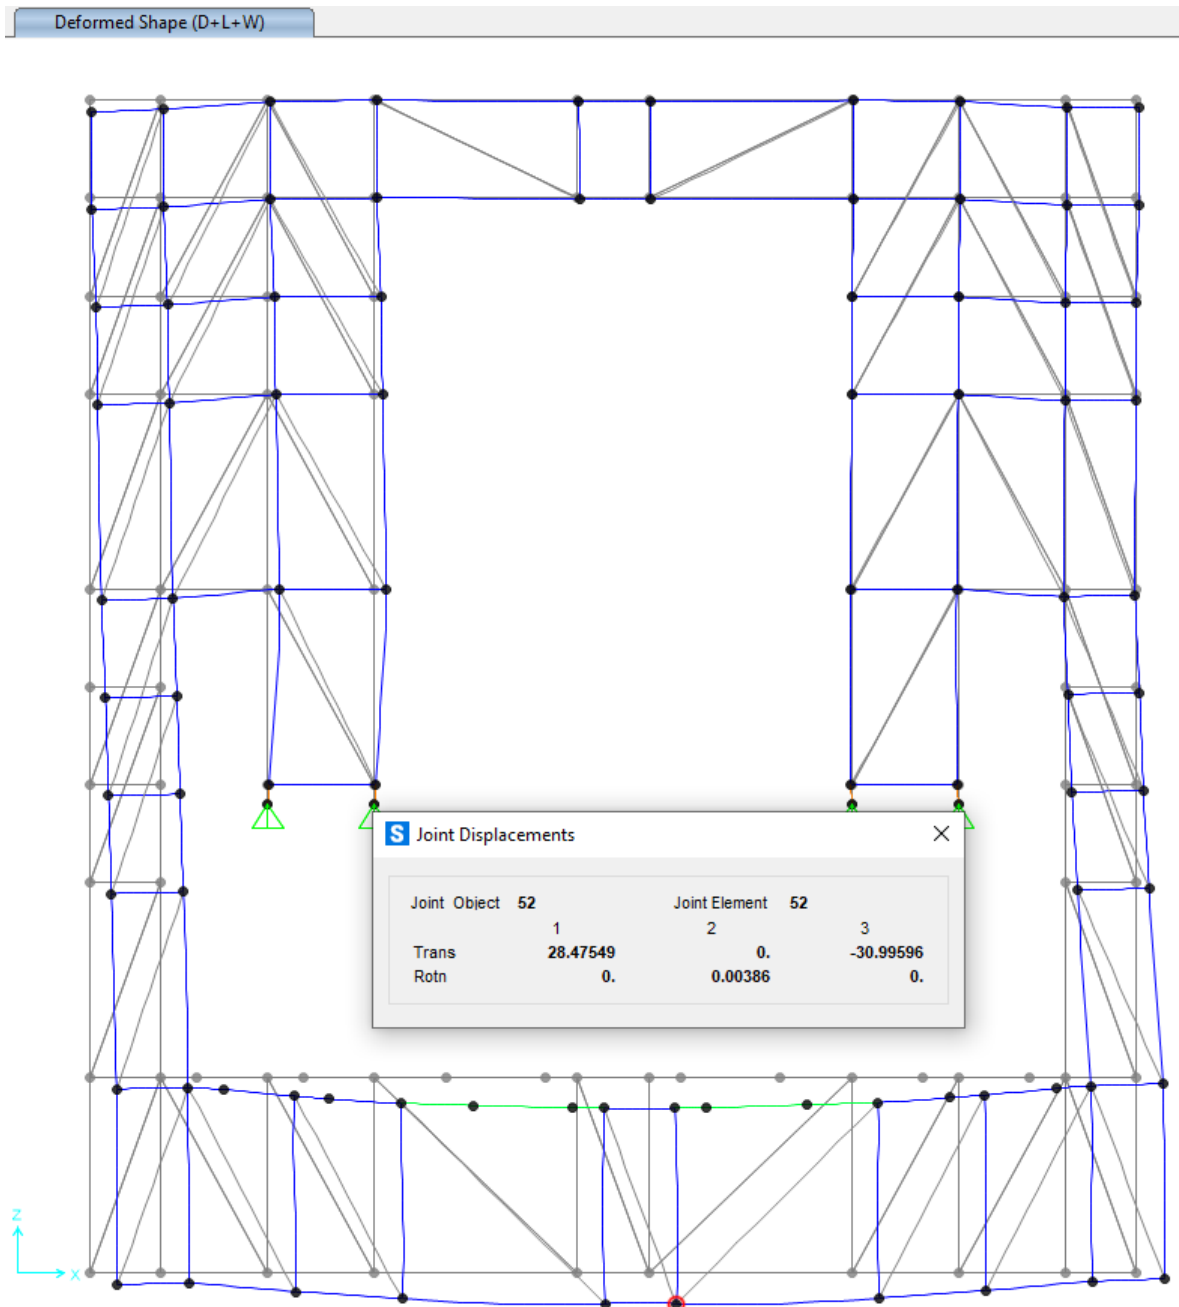 Deformed Shape (D+L+W)
S Joint Displacements
Joint Object 52 Joint Element 52
1 2 3
Trans 28.47549 0. -30.99596
Rotn 0. 0.00386 0.
Z
X